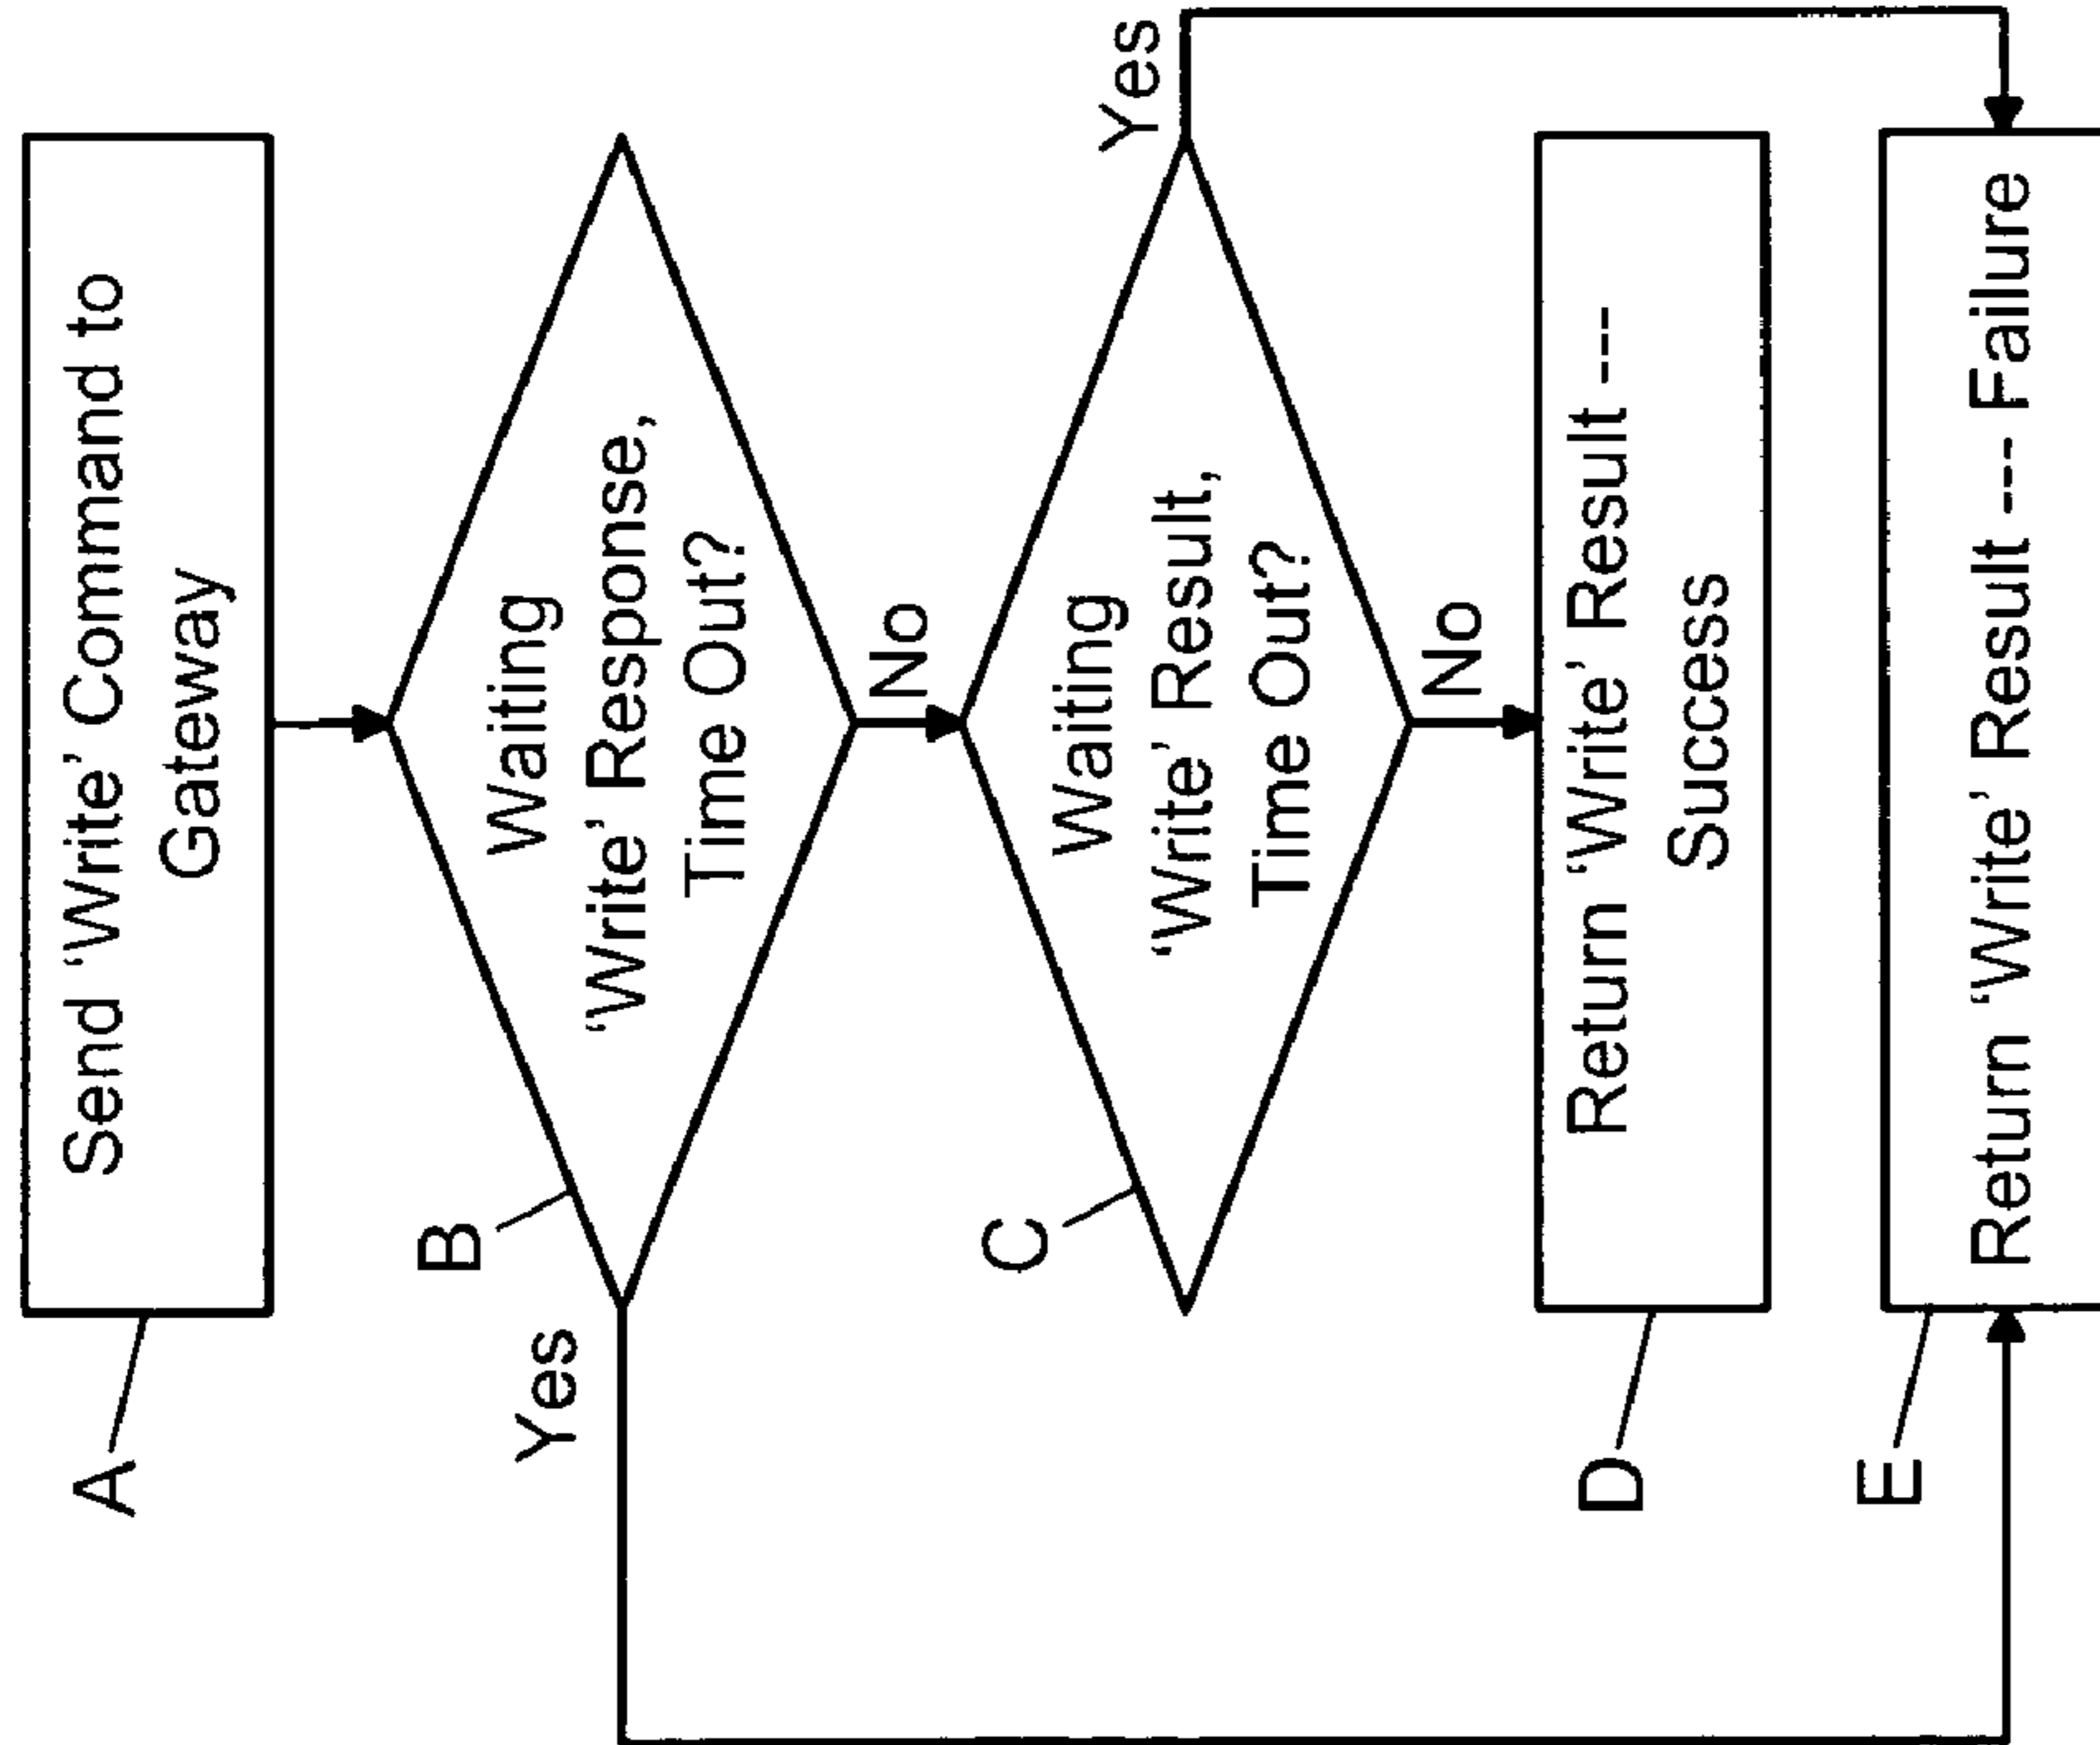 A
Send ‘Write’ Command to
Gateway
B
Waiting
‘Write’ Response,
Time Out?
Yes
No
C
Waiting
‘Write’ Result,
Time Out?
Yes
No
D
Return ‘Write’ Result ---
Success
E
Return ‘Write’ Result --- Failure